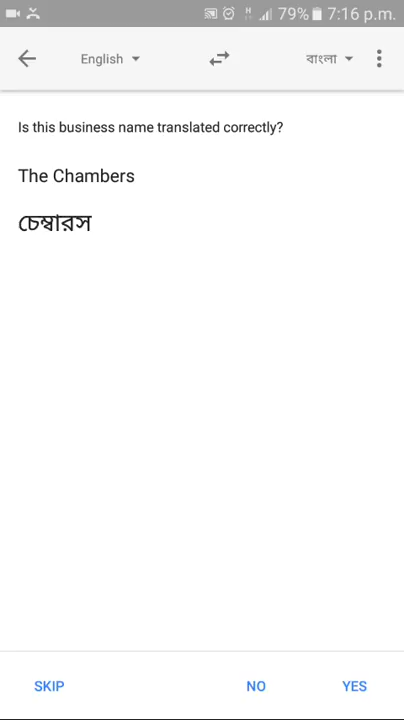 79% 7:16 p.m.
English বাংলা
Is this business name translated correctly?
The Chambers
চেম্বারস
SKIP NO YES